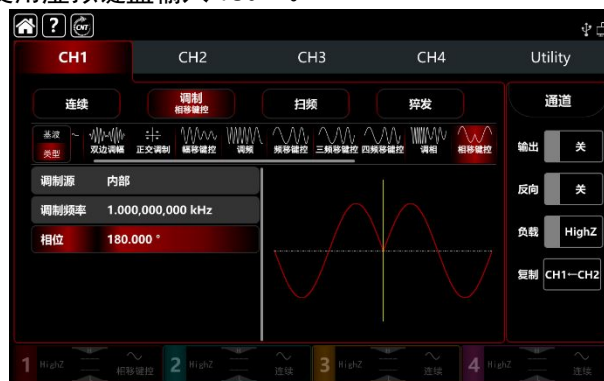 CNT
CH1 CH2 CH3 CH4 Utility
连续 调制 扫频 猝发 通道
相移键控
基波
类型
双边调幅 正交调制 幅移键控 调频 频移键控 三频移键控 四频移键控 调相 相移键控
输出 关
调制源 内部
反向 关
调制频率 1.000,000,000 kHz
负载 HighZ
相位 180.000 °
复制 CH1←CH2
1 HighZ 相移键控 2 HighZ 连续 3 HighZ 连续 4 HighZ 连续